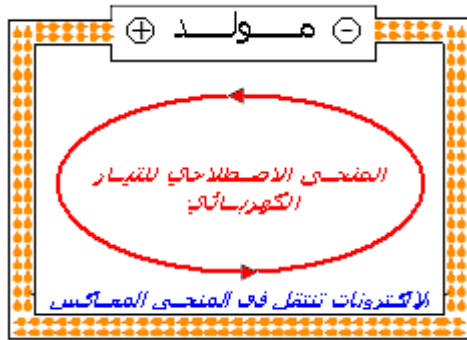 ⊕ مولد ⊖
المنحى الاصطلاحي للتيار
الكهربائي
الإلكترونات تنتقل في المنحى المعاكس